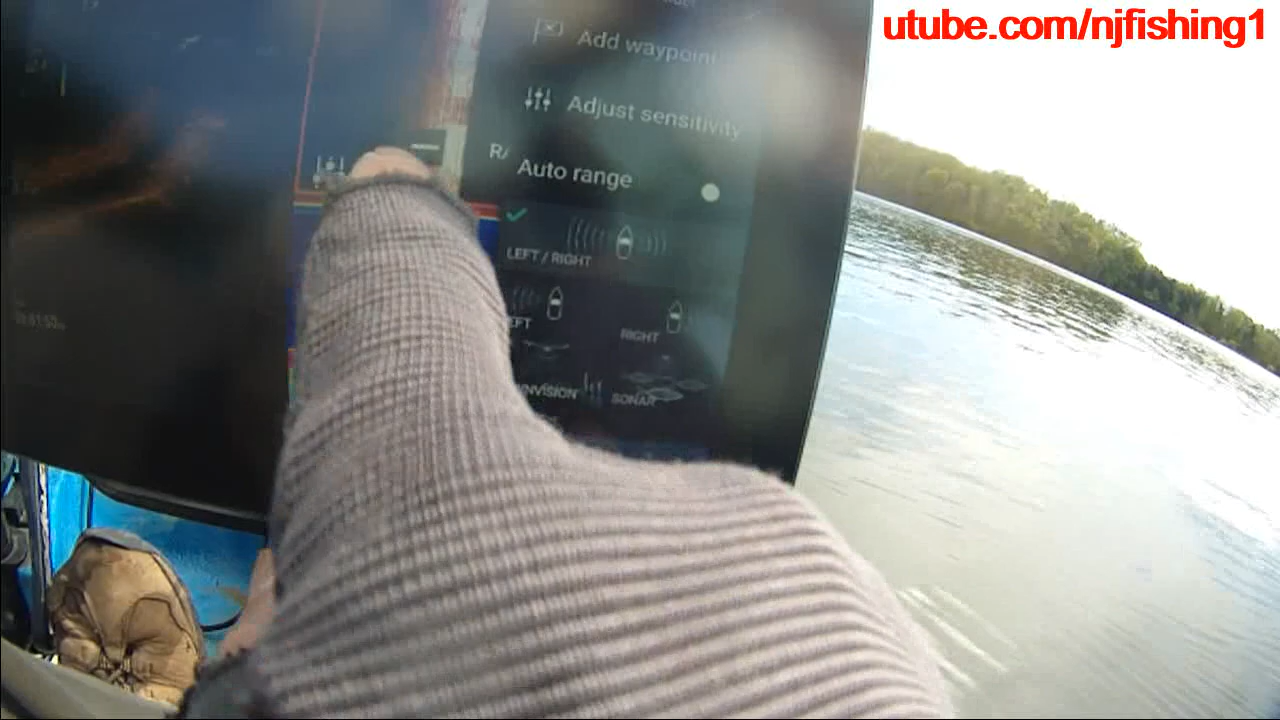 utube.com/njfishing1
Add waypoint
Adjust sensitivity
Auto range
LEFT / RIGHT
RIGHT
SONAR